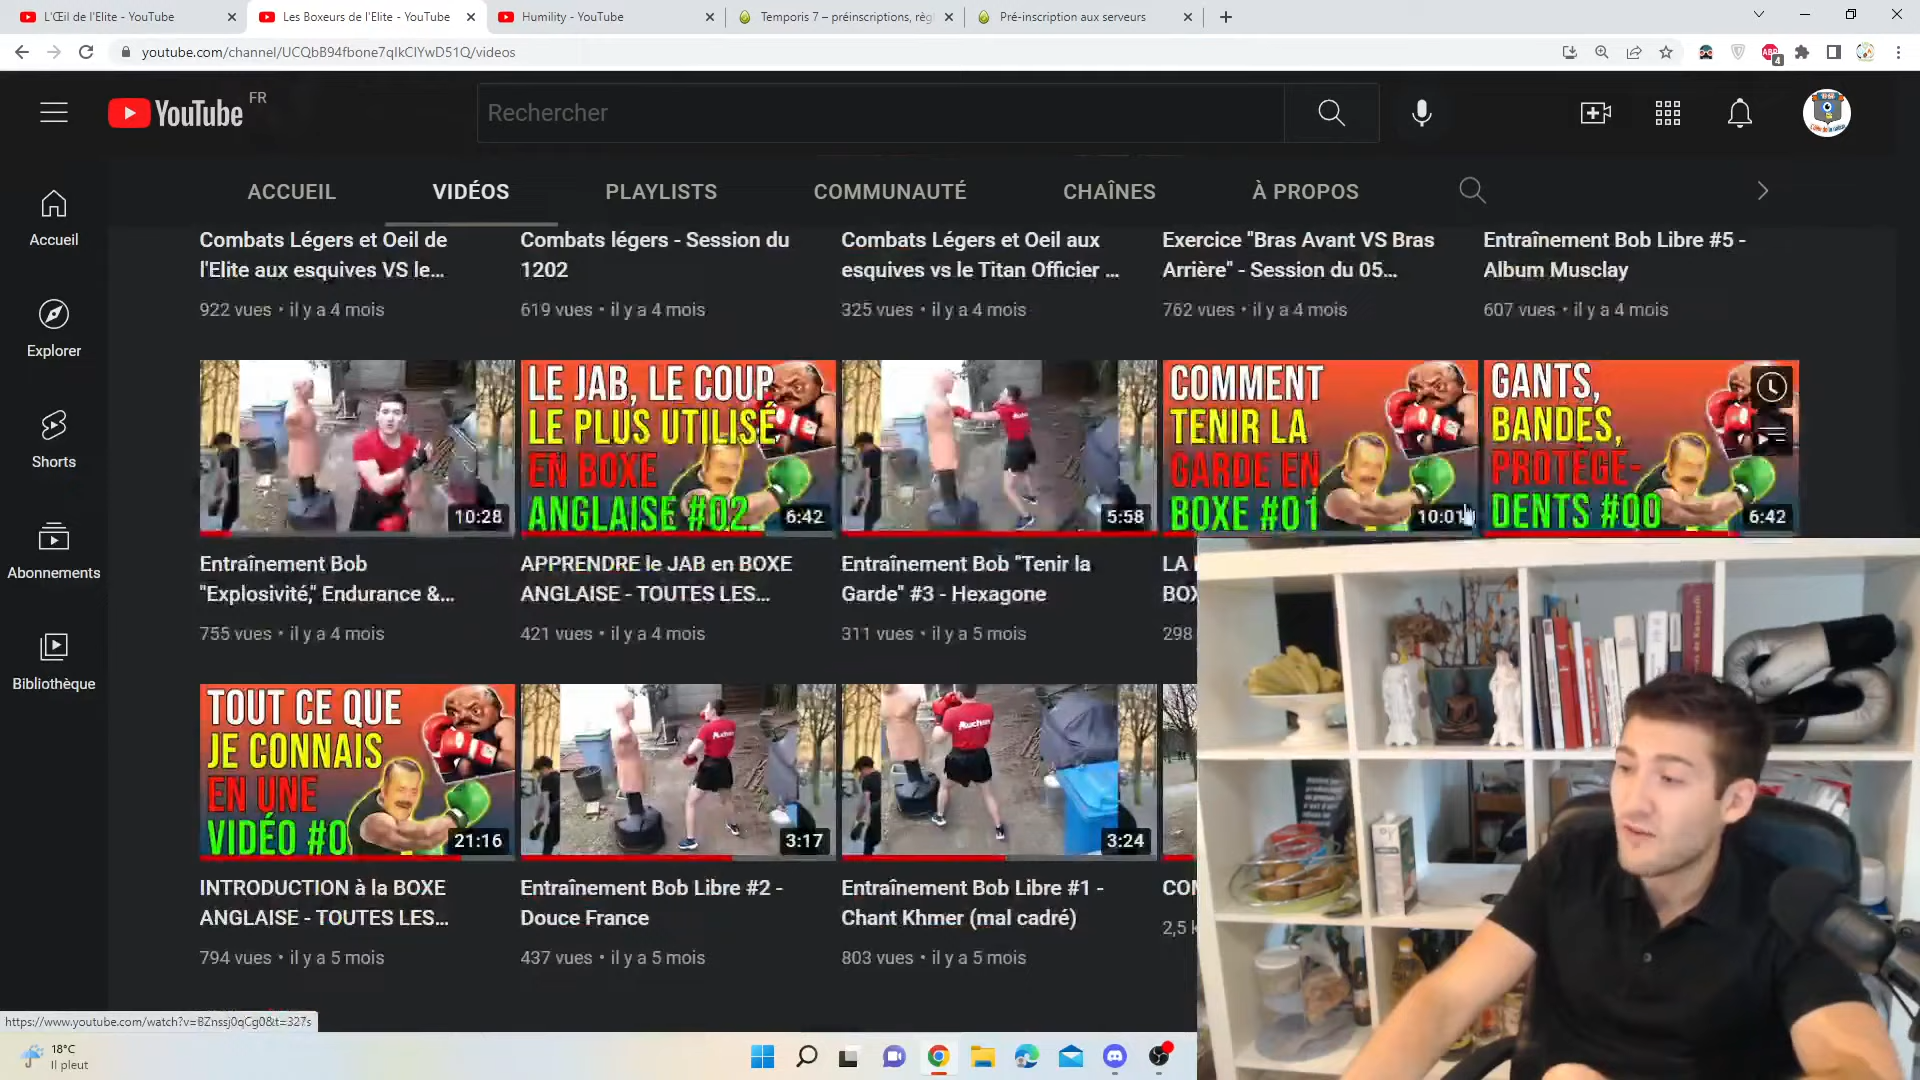 L'Œil de l'Elite - YouTube
Les Boxeurs de l'Elite - YouTube
Humility - YouTube
Temporis 7 – préinscriptions, règ
Pré-inscription aux serveurs
youtube.com/channel/UCQbB94fbone7qIkClYwD51Q/videos
ABP
4
YouTube
FR
Rechercher
ACCUEIL
VIDÉOS
PLAYLISTS
COMMUNAUTÉ
CHAÎNES
À PROPOS
Accueil
Explorer
Shorts
Abonnements
Bibliothèque
Combats Légers et Oeil de
l'Elite aux esquives VS le...
922 vues • il y a 4 mois
Combats légers - Session du
1202
619 vues • il y a 4 mois
Combats Légers et Oeil aux
esquives vs le Titan Officier ...
325 vues • il y a 4 mois
Exercice "Bras Avant VS Bras
Arrière" - Session du 05...
762 vues • il y a 4 mois
Entraînement Bob Libre #5 -
Album Musclay
607 vues • il y a 4 mois
10:28
Entraînement Bob
"Explosivité," Endurance &...
755 vues • il y a 4 mois
LE JAB, LE COUP
LE PLUS UTILISÉ
EN BOXE
ANGLAISE #02
6:42
APPRENDRE le JAB en BOXE
ANGLAISE - TOUTES LES...
421 vues • il y a 4 mois
5:58
Entraînement Bob "Tenir la
Garde" #3 - Hexagone
311 vues • il y a 5 mois
COMMENT
TENIR LA
GARDE EN
BOXE #01
10:01
LA
BOX
298
GANTS,
BANDES,
PROTÈGE-
DENTS #00
6:42
TOUT CE QUE
JE CONNAIS
EN UNE
VIDÉO #0
21:16
INTRODUCTION à la BOXE
ANGLAISE - TOUTES LES...
794 vues • il y a 5 mois
3:17
Entraînement Bob Libre #2 -
Douce France
437 vues • il y a 5 mois
Auchan
3:24
Entraînement Bob Libre #1 -
Chant Khmer (mal cadré)
803 vues • il y a 5 mois
CO
2,5 k
https://www.youtube.com/watch?v=BZnssj0qCg0&t=327s
18°C
Il pleut